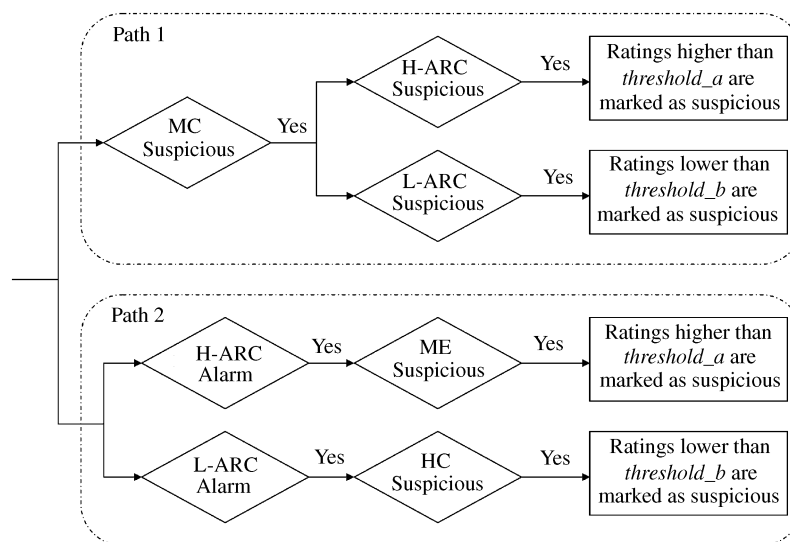 Path 1
MC
Suspicious
Yes
H-ARC
Suspicious
Yes
Ratings higher than
threshold_a are
marked as suspicious
L-ARC
Suspicious
Yes
Ratings lower than
threshold_b are
marked as suspicious
Path 2
H-ARC
Alarm
Yes
ME
Suspicious
Yes
Ratings higher than
threshold_a are
marked as suspicious
L-ARC
Alarm
Yes
HC
Suspicious
Yes
Ratings lower than
threshold_b are
marked as suspicious